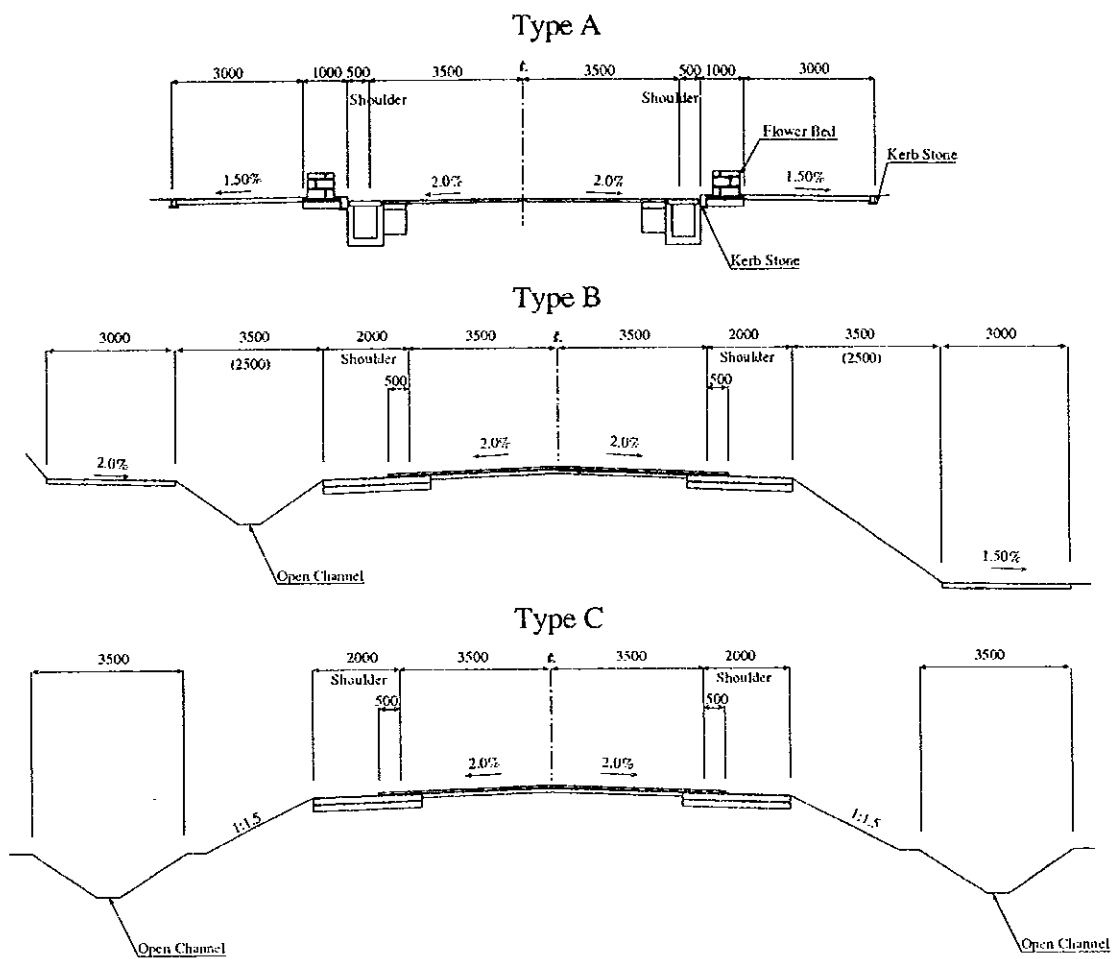 Type A
3000 1000 500 3500 ℄ 3500 500 1000 3000
Shoulder Shoulder
Flower Bed
Kerb Stone
1.50% 2.0% 2.0% 1.50%
Kerb Stone
Type B
3000 3500 2000 3500 ℄ 3500 2000 3500 3000
(2500) Shoulder Shoulder (2500)
500 500
2.0% 2.0% 2.0%
Open Channel
1.50%
Type C
3500 2000 3500 ℄ 3500 2000 3500
Shoulder Shoulder
500 500
2.0% 2.0%
1:1.5 1:1.5
Open Channel Open Channel